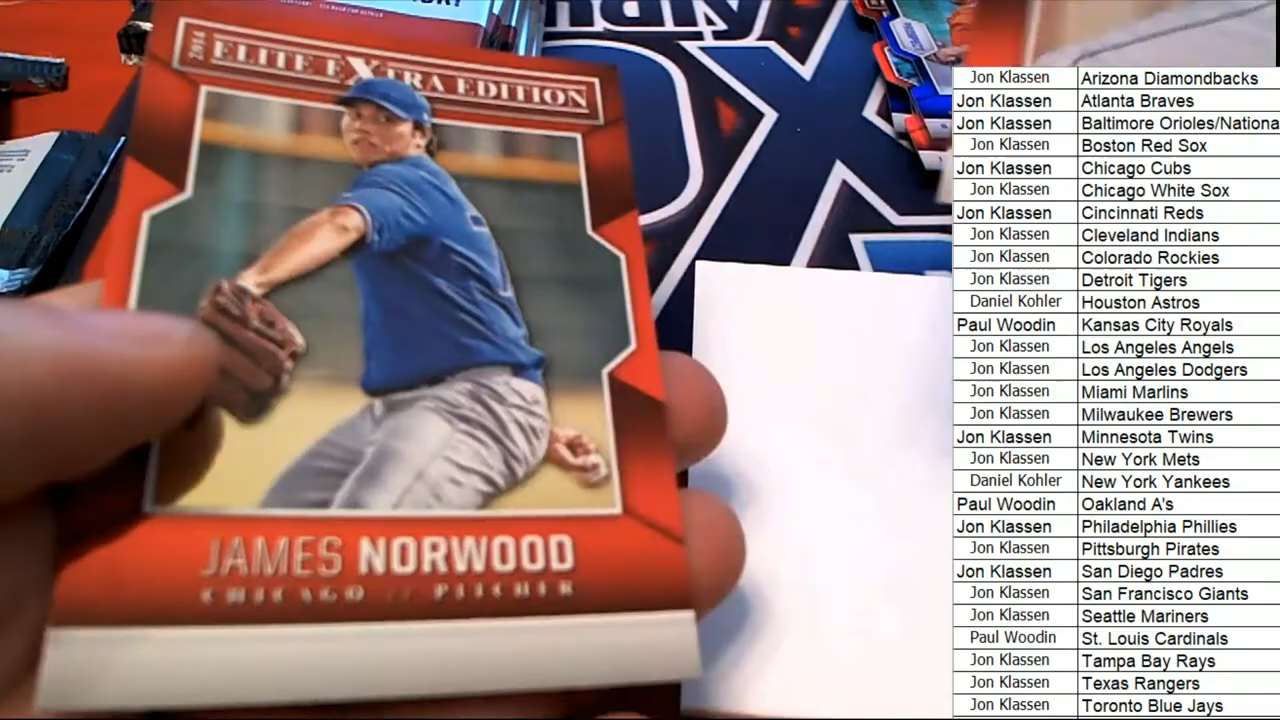 2014 ELITE EXTRA EDITION
JAMES NORWOOD
CHICAGO :: PITCHER
Jon Klassen Arizona Diamondbacks
Jon Klassen Atlanta Braves
Jon Klassen Baltimore Orioles/Nationa
Jon Klassen Boston Red Sox
Jon Klassen Chicago Cubs
Jon Klassen Chicago White Sox
Jon Klassen Cincinnati Reds
Jon Klassen Cleveland Indians
Jon Klassen Colorado Rockies
Jon Klassen Detroit Tigers
Daniel Kohler Houston Astros
Paul Woodin Kansas City Royals
Jon Klassen Los Angeles Angels
Jon Klassen Los Angeles Dodgers
Jon Klassen Miami Marlins
Jon Klassen Milwaukee Brewers
Jon Klassen Minnesota Twins
Jon Klassen New York Mets
Daniel Kohler New York Yankees
Paul Woodin Oakland A's
Jon Klassen Philadelphia Phillies
Jon Klassen Pittsburgh Pirates
Jon Klassen San Diego Padres
Jon Klassen San Francisco Giants
Jon Klassen Seattle Mariners
Paul Woodin St. Louis Cardinals
Jon Klassen Tampa Bay Rays
Jon Klassen Texas Rangers
Jon Klassen Toronto Blue Jays